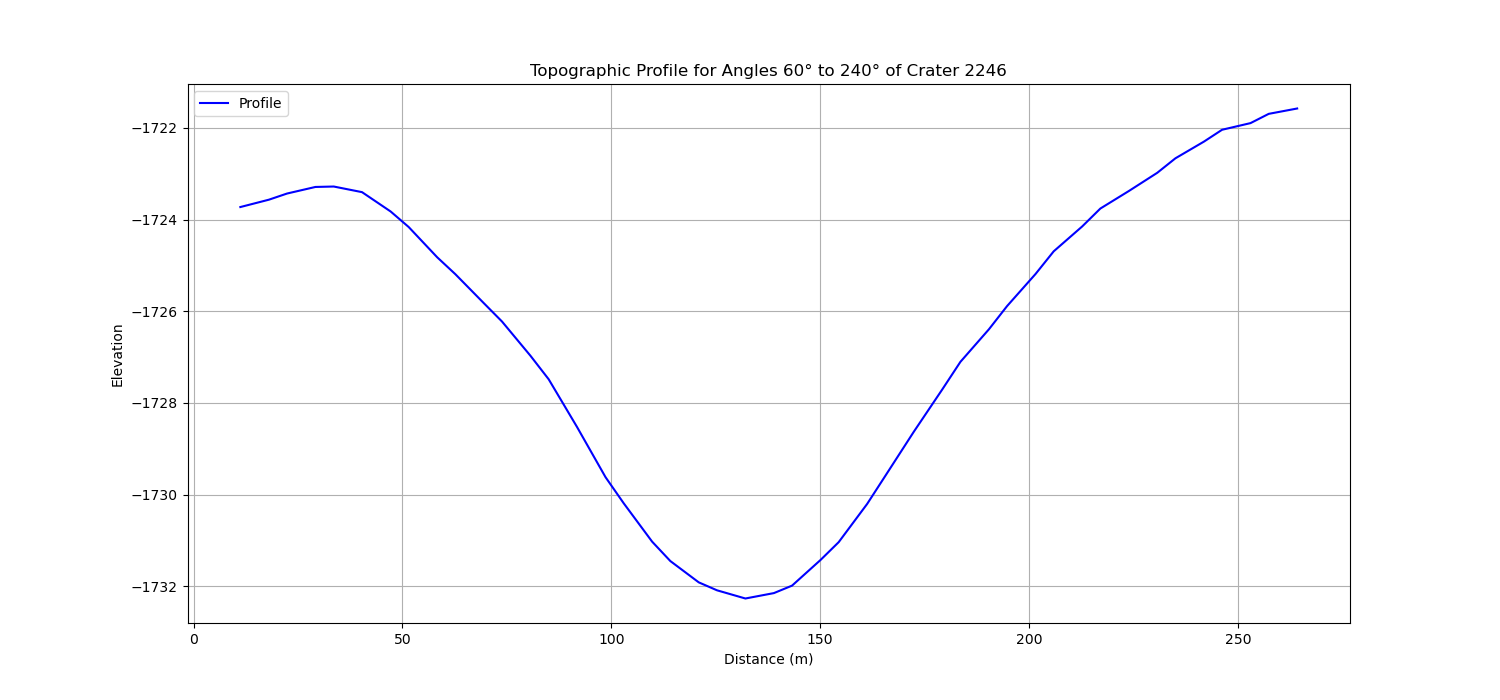 Topographic Profile for Angles 60° to 240° of Crater 2246
Profile
−1722
−1724
−1726
−1728
−1730
−1732
Elevation
0 50 100 150 200 250
Distance (m)